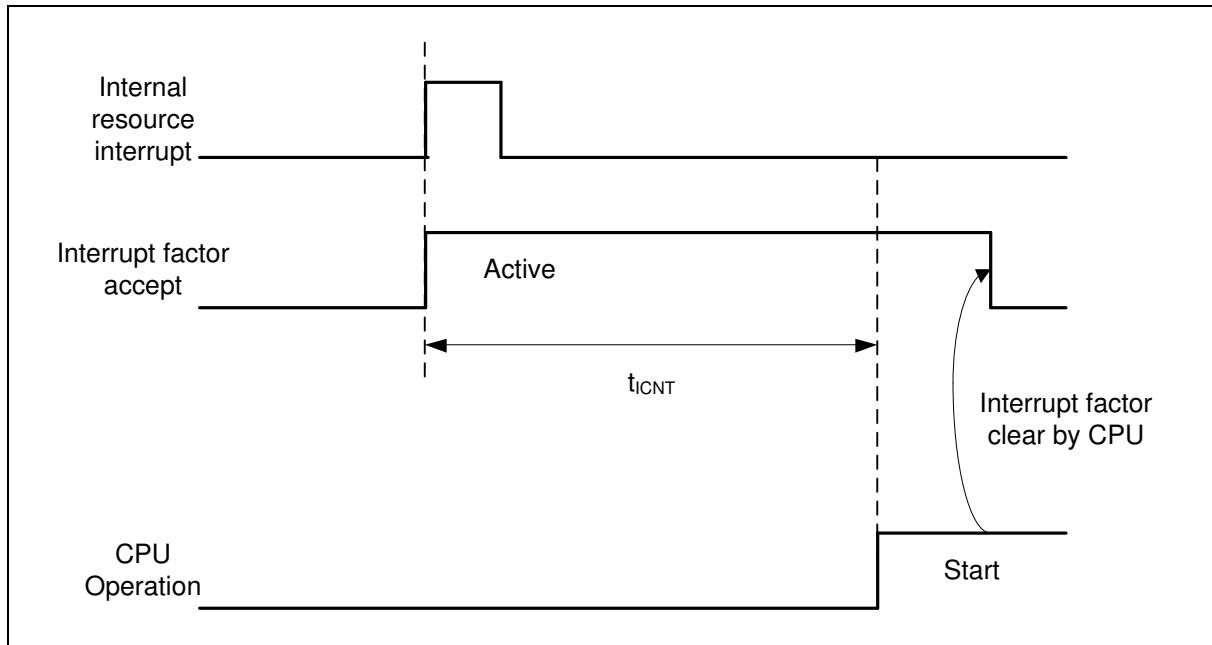 Internal
resource
interrupt
Interrupt factor
accept
Active
tICNT
Interrupt factor
clear by CPU
CPU
Operation
Start